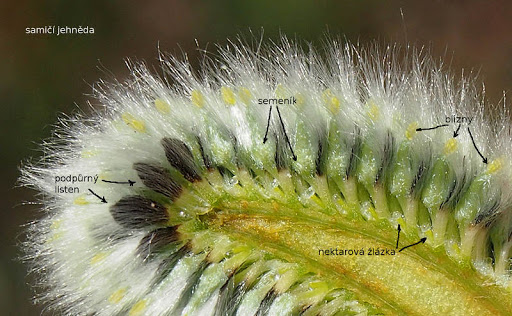 samičí jehněda
semeník
blizny
podpůrný
listen
nektarová žlázka